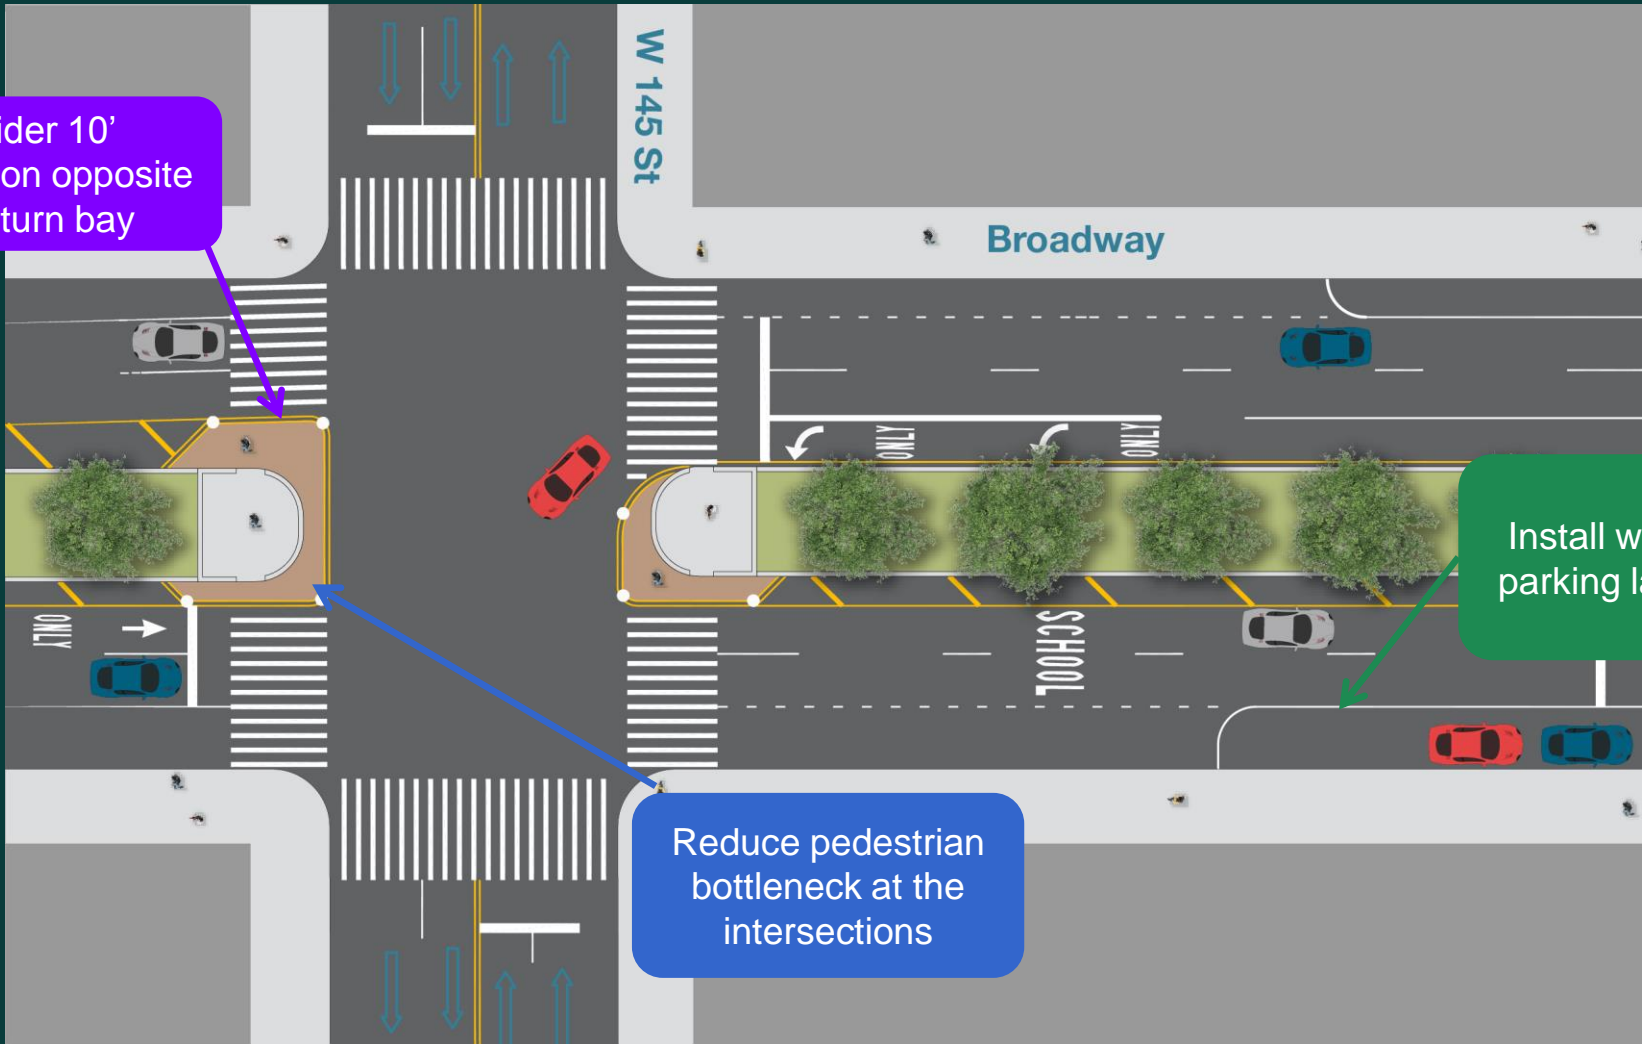 W 145 St
ider 10’
on opposite
turn bay
Broadway
ONLY
ONLY
Install w
parking la
ONLY
SCHOOL
Reduce pedestrian
bottleneck at the
intersections